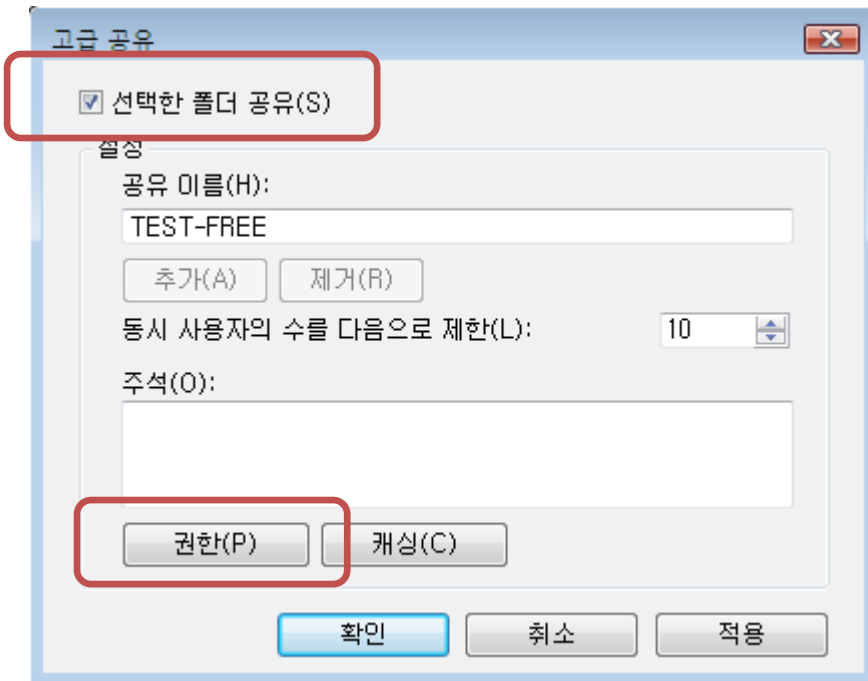 고급 공유
선택한 폴더 공유(S)
설정
공유 이름(H):
TEST-FREE
추가(A) 제거(R)
동시 사용자의 수를 다음으로 제한(L): 10
주석(O):
권한(P) 캐싱(C)
확인 취소 적용